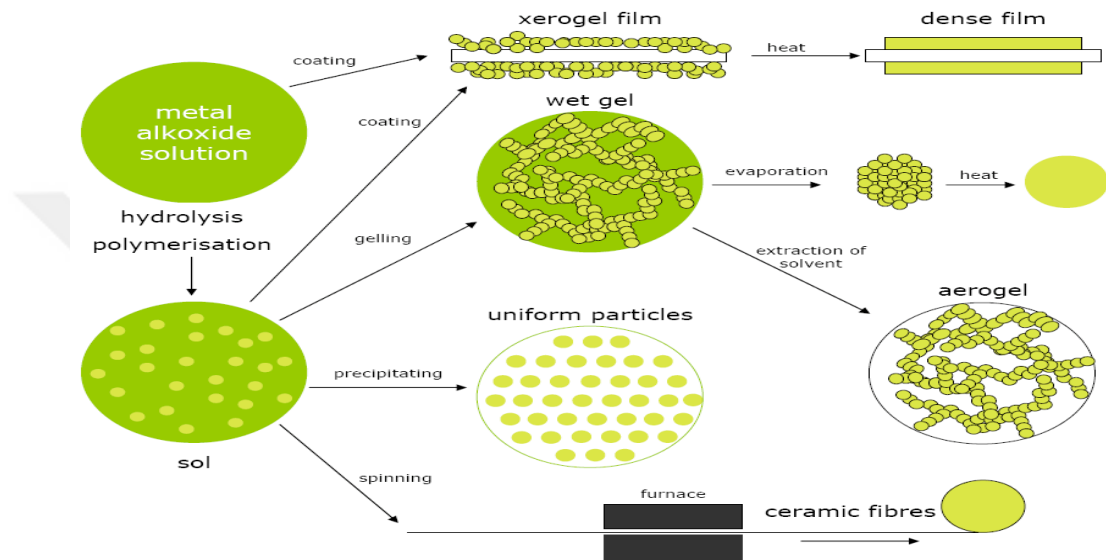 xerogel film
dense film
coating
heat
metal
alkoxide
solution
coating
wet gel
evaporation
heat
hydrolysis
polymerisation
gelling
extraction of
solvent
aerogel
uniform particles
precipitating
sol
spinning
furnace
ceramic fibres